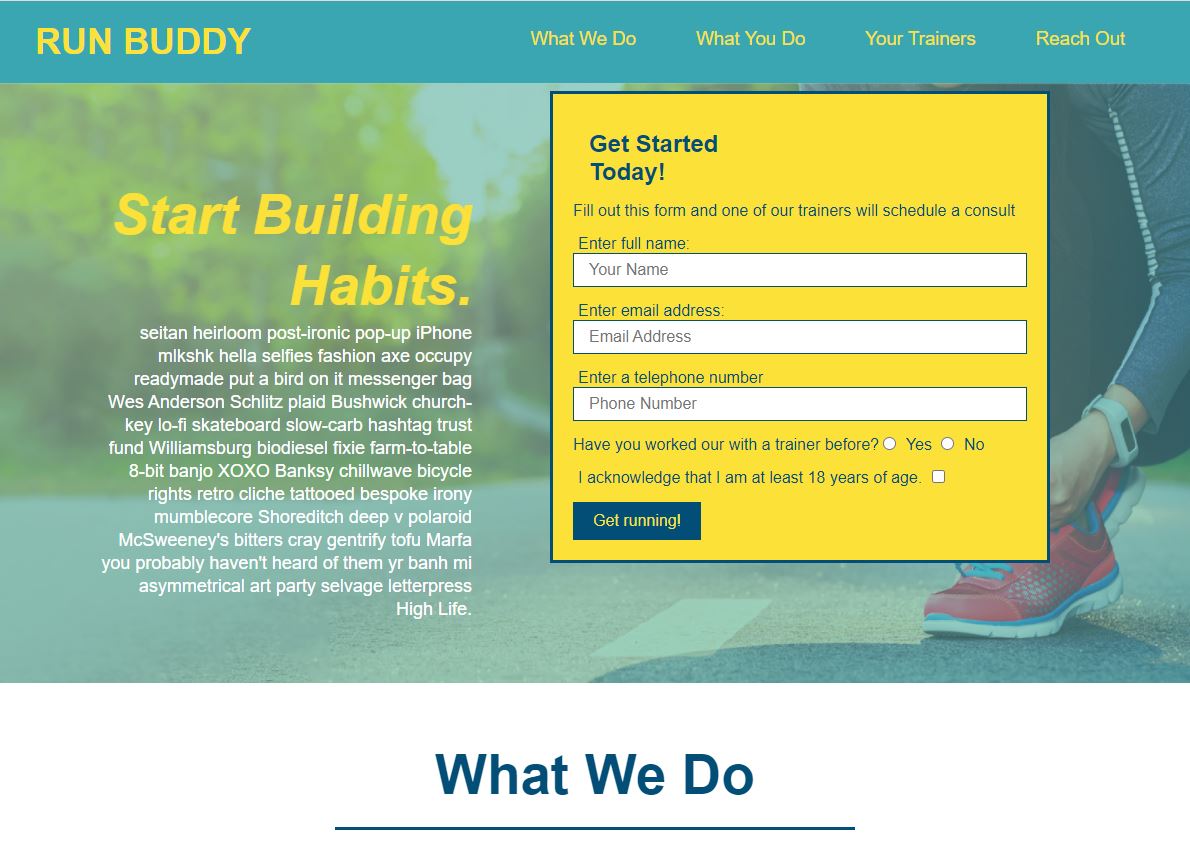 RUN BUDDY
What We Do
What You Do
Your Trainers
Reach Out
Start Building
Habits.
seitan heirloom post-ironic pop-up iPhone
mlkshk hella selfies fashion axe occupy
readymade put a bird on it messenger bag
Wes Anderson Schlitz plaid Bushwick church-
key lo-fi skateboard slow-carb hashtag trust
fund Williamsburg biodiesel fixie farm-to-table
8-bit banjo XOXO Banksy chillwave bicycle
rights retro cliche tattooed bespoke irony
mumblecore Shoreditch deep v polaroid
McSweeney's bitters cray gentrify tofu Marfa
you probably haven't heard of them yr banh mi
asymmetrical art party selvage letterpress
High Life.
Get Started
Today!
Fill out this form and one of our trainers will schedule a consult
Enter full name:
Your Name
Enter email address:
Email Address
Enter a telephone number
Phone Number
Have you worked our with a trainer before? Yes No
I acknowledge that I am at least 18 years of age.
Get running!
What We Do